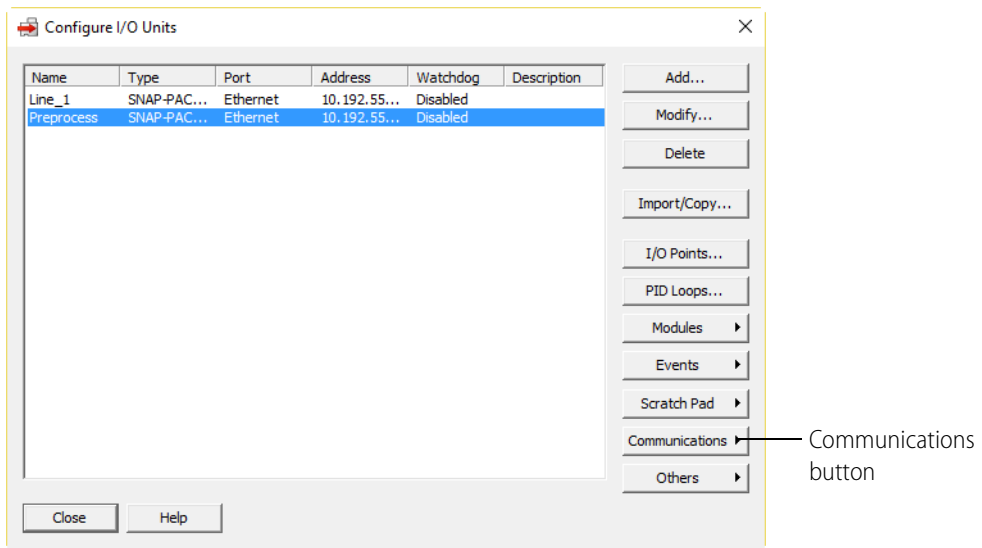 Configure I/O Units
Name Type Port Address Watchdog Description
Line_1 SNAP-PAC... Ethernet 10.192.55... Disabled
Preprocess SNAP-PAC... Ethernet 10.192.55... Disabled
Add...
Modify...
Delete
Import/Copy...
I/O Points...
PID Loops...
Modules
Events
Scratch Pad
Communications
Others
Communications
button
Close Help